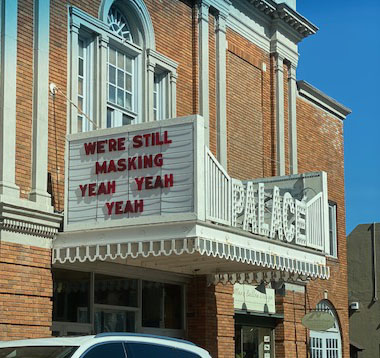 WE'RE STILL
MASKING
YEAH YEAH
YEAH
PALACE